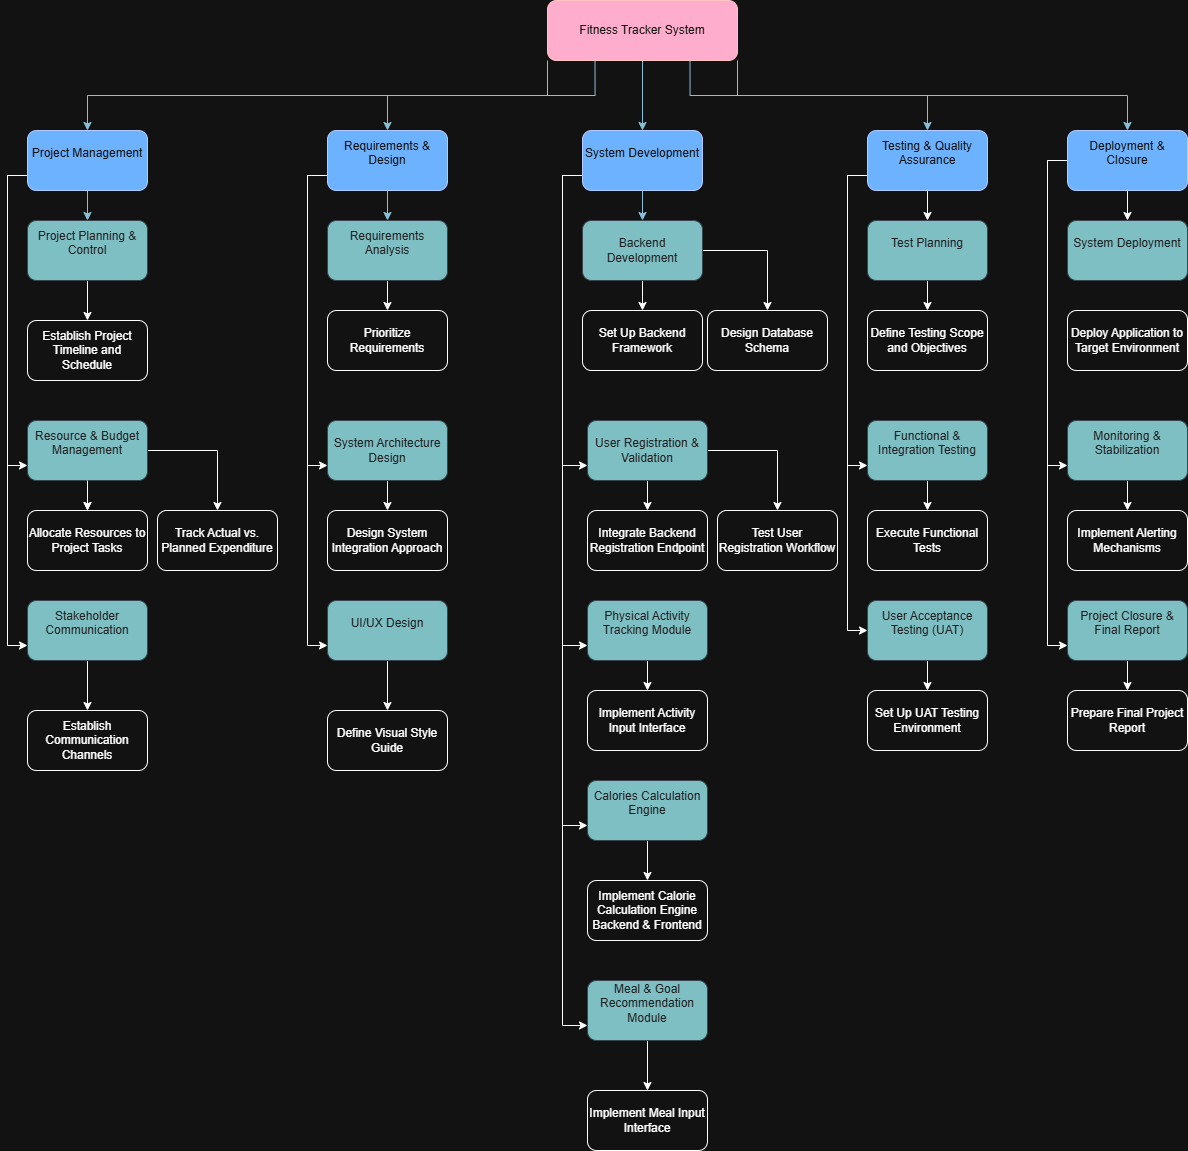 Fitness Tracker System
Project Management
Requirements &
Design
System Development
Testing & Quality
Assurance
Deployment &
Closure
Project Planning &
Control
Requirements
Analysis
Backend
Development
Test Planning
System Deployment
Establish Project
Timeline and
Schedule
Prioritize
Requirements
Set Up Backend
Framework
Design Database
Schema
Define Testing Scope
and Objectives
Deploy Application to
Target Environment
Resource & Budget
Management
System Architecture
Design
User Registration &
Validation
Functional &
Integration Testing
Monitoring &
Stabilization
Allocate Resources to
Project Tasks
Track Actual vs.
Planned Expenditure
Design System
Integration Approach
Integrate Backend
Registration Endpoint
Test User
Registration Workflow
Execute Functional
Tests
Implement Alerting
Mechanisms
Stakeholder
Communication
UI/UX Design
Physical Activity
Tracking Module
User Acceptance
Testing (UAT)
Project Closure &
Final Report
Establish
Communication
Channels
Define Visual Style
Guide
Implement Activity
Input Interface
Set Up UAT Testing
Environment
Prepare Final Project
Report
Calories Calculation
Engine
Implement Calorie
Calculation Engine
Backend & Frontend
Meal & Goal
Recommendation
Module
Implement Meal Input
Interface